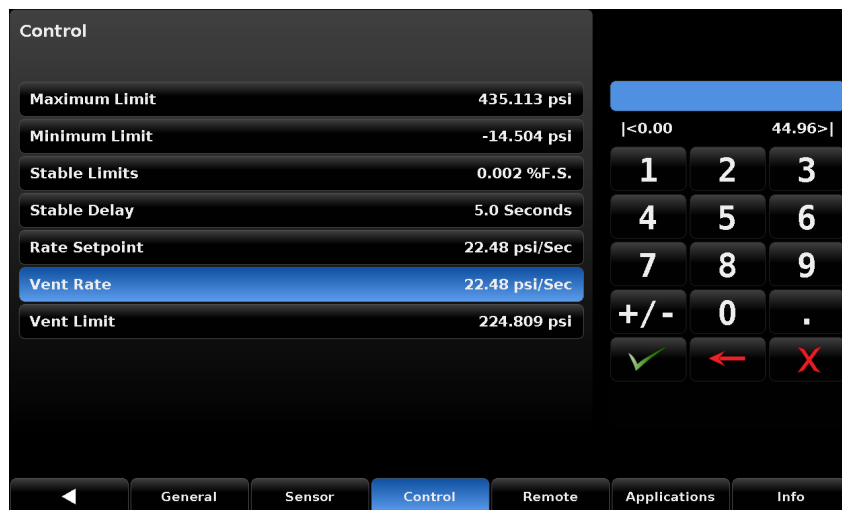 Control
Maximum Limit 435.113 psi
Minimum Limit -14.504 psi
Stable Limits 0.002 %F.S.
Stable Delay 5.0 Seconds
Rate Setpoint 22.48 psi/Sec
Vent Rate 22.48 psi/Sec
Vent Limit 224.809 psi
|<0.00 44.96>|
1 2 3
4 5 6
7 8 9
+/- 0 .
X
General Sensor Control Remote Applications Info